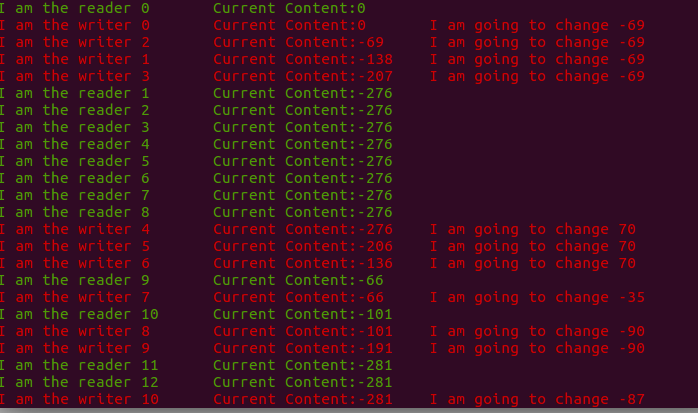 I am the reader 0 Current Content:0
I am the writer 0 Current Content:0 I am going to change -69
I am the writer 2 Current Content:-69 I am going to change -69
I am the writer 1 Current Content:-138 I am going to change -69
I am the writer 3 Current Content:-207 I am going to change -69
I am the reader 1 Current Content:-276
I am the reader 2 Current Content:-276
I am the reader 3 Current Content:-276
I am the reader 4 Current Content:-276
I am the reader 5 Current Content:-276
I am the reader 6 Current Content:-276
I am the reader 7 Current Content:-276
I am the reader 8 Current Content:-276
I am the writer 4 Current Content:-276 I am going to change 70
I am the writer 5 Current Content:-206 I am going to change 70
I am the writer 6 Current Content:-136 I am going to change 70
I am the reader 9 Current Content:-66
I am the writer 7 Current Content:-66 I am going to change -35
I am the reader 10 Current Content:-101
I am the writer 8 Current Content:-101 I am going to change -90
I am the writer 9 Current Content:-191 I am going to change -90
I am the reader 11 Current Content:-281
I am the reader 12 Current Content:-281
I am the writer 10 Current Content:-281 I am going to change -87